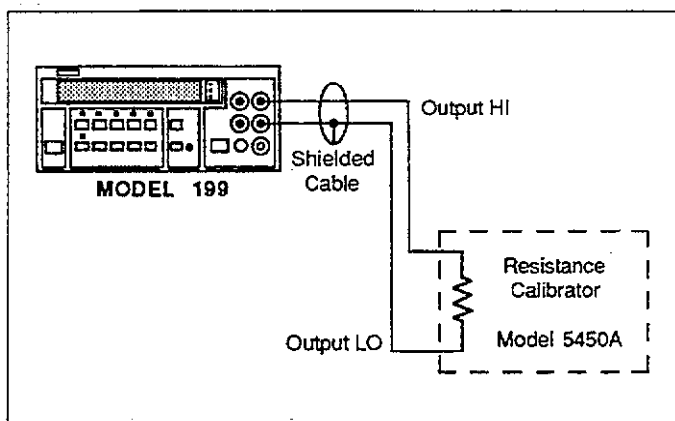 Output HI
Shielded
Cable
MODEL 199
Resistance
Calibrator
Output LO
Model 5450A